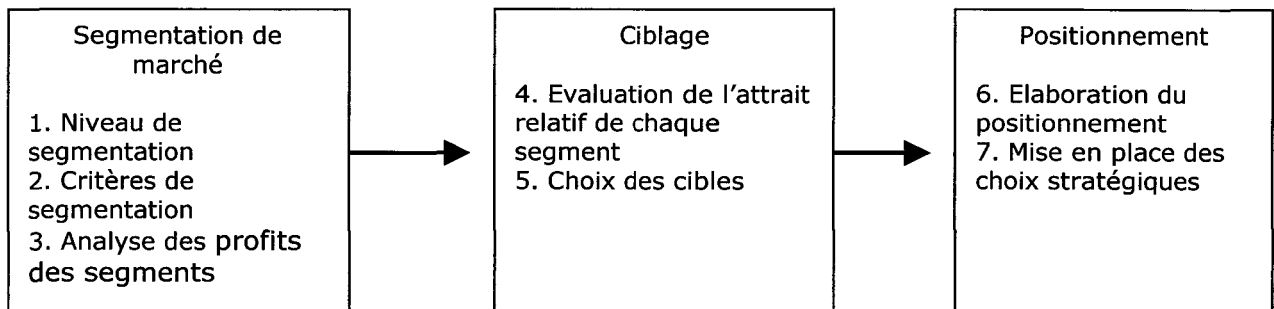 Segmentation de
marché
1. Niveau de
segmentation
2. Critères de
segmentation
3. Analyse des profits
des segments
Ciblage
4. Evaluation de l'attrait
relatif de chaque
segment
5. Choix des cibles
Positionnement
6. Elaboration du
positionnement
7. Mise en place des
choix stratégiques